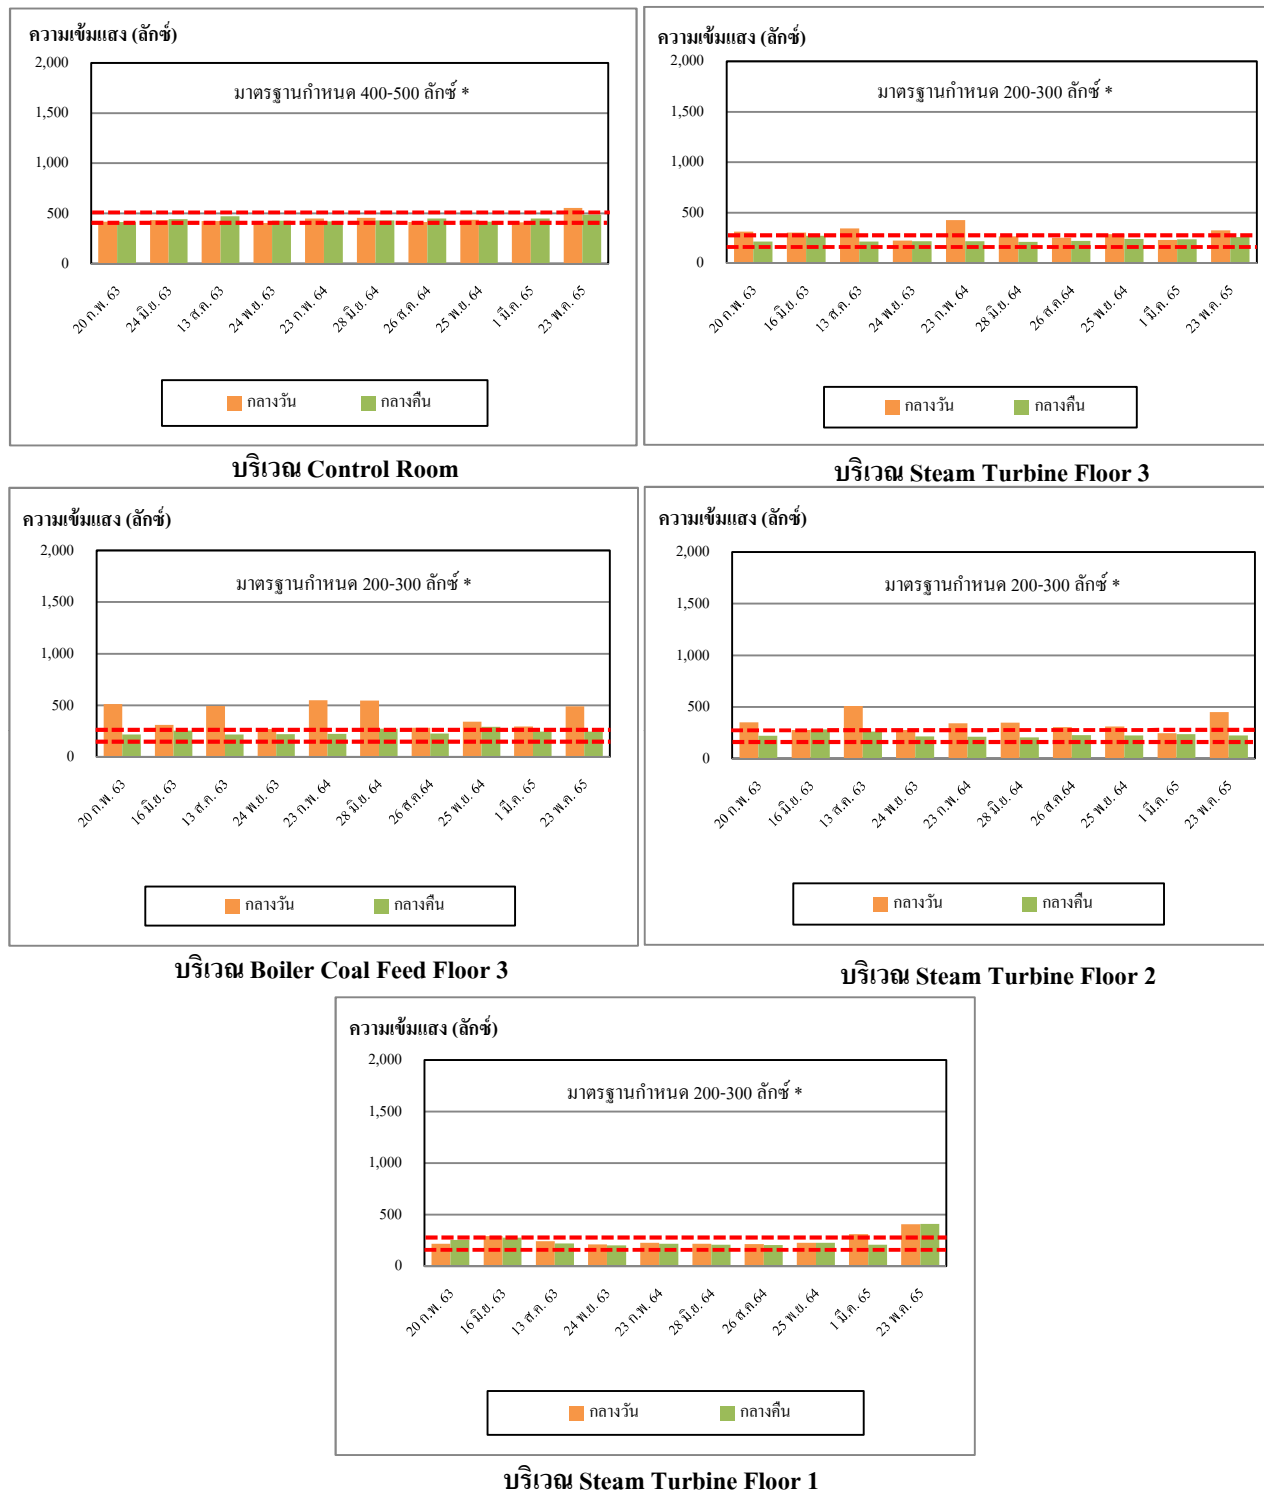 ความเข้มแสง (ลักซ์)
2,000
1,500
1,000
500
0
มาตรฐานกำหนด 400-500 ลักซ์ *
20 ก.พ. 63
24 มิ.ย. 63
13 ส.ค. 63
24 พ.ย. 63
23 ก.พ. 64
28 มิ.ย. 64
26 ส.ค. 64
25 พ.ย. 64
1 มี.ค. 65
23 พ.ค. 65
กลางวัน กลางคืน
บริเวณ Control Room
ความเข้มแสง (ลักซ์)
2,000
1,500
1,000
500
0
มาตรฐานกำหนด 200-300 ลักซ์ *
20 ก.พ. 63
16 มิ.ย. 63
13 ส.ค. 63
24 พ.ย. 63
23 ก.พ. 64
28 มิ.ย. 64
26 ส.ค. 64
25 พ.ย. 64
1 มี.ค. 65
23 พ.ค. 65
กลางวัน กลางคืน
บริเวณ Steam Turbine Floor 3
ความเข้มแสง (ลักซ์)
2,000
1,500
1,000
500
0
มาตรฐานกำหนด 200-300 ลักซ์ *
20 ก.พ. 63
16 มิ.ย. 63
13 ส.ค. 63
24 พ.ย. 63
23 ก.พ. 64
28 มิ.ย. 64
26 ส.ค.64
25 พ.ย. 64
1 มี.ค. 65
23 พ.ค. 65
กลางวัน กลางคืน
บริเวณ Boiler Coal Feed Floor 3
ความเข้มแสง (ลักซ์)
2,000
1,500
1,000
500
0
มาตรฐานกำหนด 200-300 ลักซ์ *
20 ก.พ. 63
16 มิ.ย. 63
13 ส.ค. 63
24 พ.ย. 63
23 ก.พ. 64
28 มิ.ย. 64
26 ส.ค.64
25 พ.ย. 64
1 มี.ค. 65
23 พ.ค. 65
กลางวัน กลางคืน
บริเวณ Steam Turbine Floor 2
ความเข้มแสง (ลักซ์)
2,000
1,500
1,000
500
0
มาตรฐานกำหนด 200-300 ลักซ์ *
20 ก.พ. 63
16 มิ.ย. 63
13 ส.ค. 63
24 พ.ย. 63
23 ก.พ. 64
28 มิ.ย. 64
26 ส.ค.64
25 พ.ย. 64
1 มี.ค. 65
23 พ.ค. 65
กลางวัน กลางคืน
บริเวณ Steam Turbine Floor 1